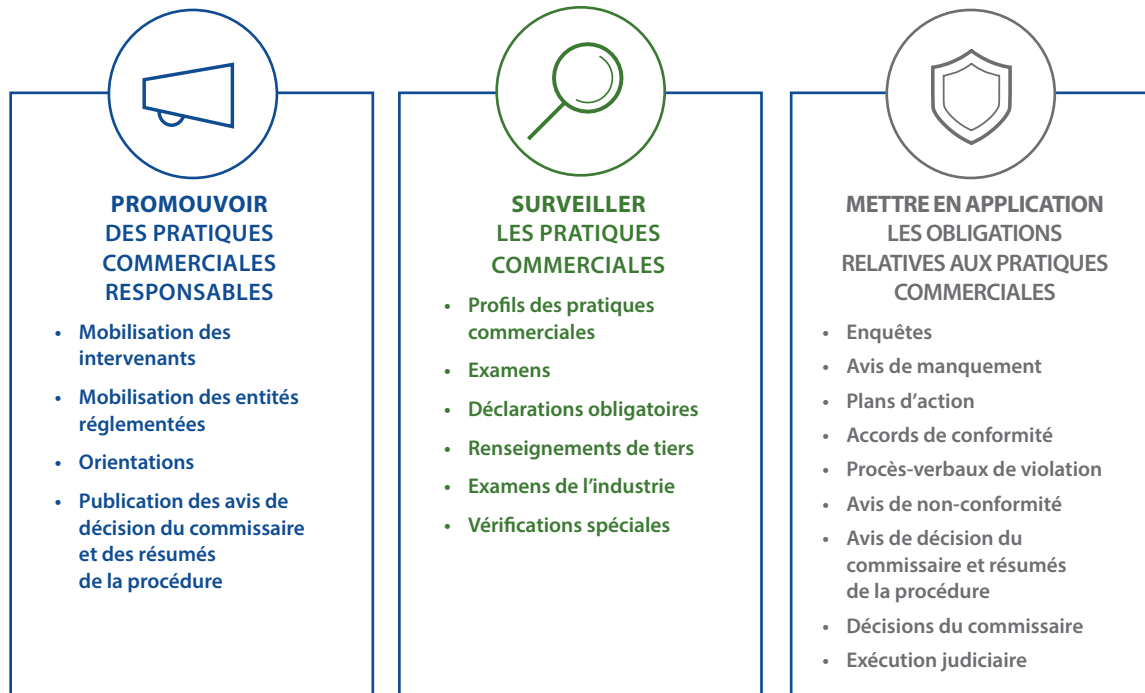 PROMOUVOIR
DES PRATIQUES
COMMERCIALES
RESPONSABLES
• Mobilisation des
intervenants
• Mobilisation des entités
réglementées
• Orientations
• Publication des avis de
décision du commissaire
et des résumés
de la procédure
SURVEILLER
LES PRATIQUES
COMMERCIALES
• Profils des pratiques
commerciales
• Examens
• Déclarations obligatoires
• Renseignements de tiers
• Examens de l’industrie
• Vérifications spéciales
METTRE EN APPLICATION
LES OBLIGATIONS
RELATIVES AUX PRATIQUES
COMMERCIALES
• Enquêtes
• Avis de manquement
• Plans d’action
• Accords de conformité
• Procès-verbaux de violation
• Avis de non-conformité
• Avis de décision du
commissaire et résumés
de la procédure
• Décisions du commissaire
• Exécution judiciaire